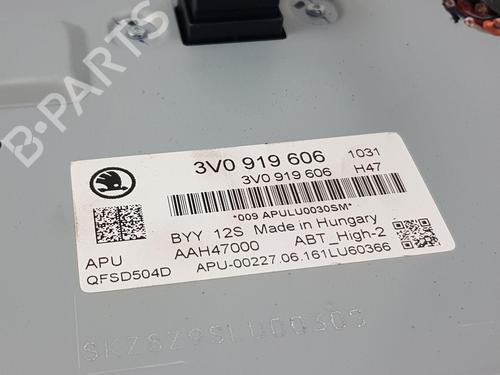 B-PARTS
3V0 919 606 1031
3V0 919 606 H47
*009 APULU0030SM*
BYY 12S Made in Hungary
APU AAH47000 ABT_High-2
QFSD504D APU-00227.06.161LU60366